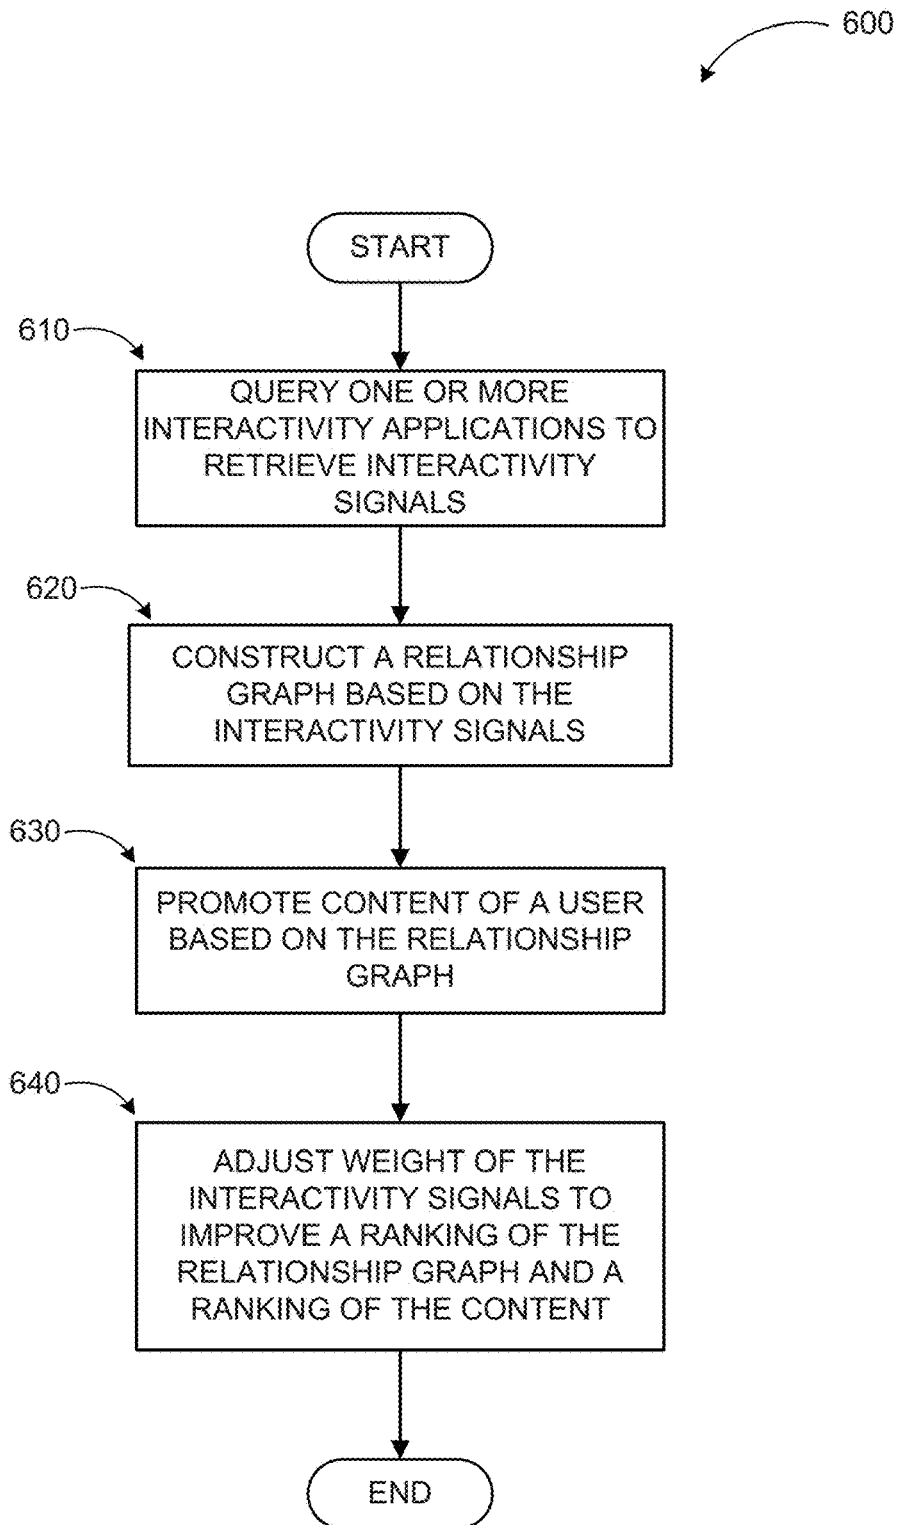 600
START
610
QUERY ONE OR MORE
INTERACTIVITY APPLICATIONS TO
RETRIEVE INTERACTIVITY
SIGNALS
620
CONSTRUCT A RELATIONSHIP
GRAPH BASED ON THE
INTERACTIVITY SIGNALS
630
PROMOTE CONTENT OF A USER
BASED ON THE RELATIONSHIP
GRAPH
640
ADJUST WEIGHT OF THE
INTERACTIVITY SIGNALS TO
IMPROVE A RANKING OF THE
RELATIONSHIP GRAPH AND A
RANKING OF THE CONTENT
END